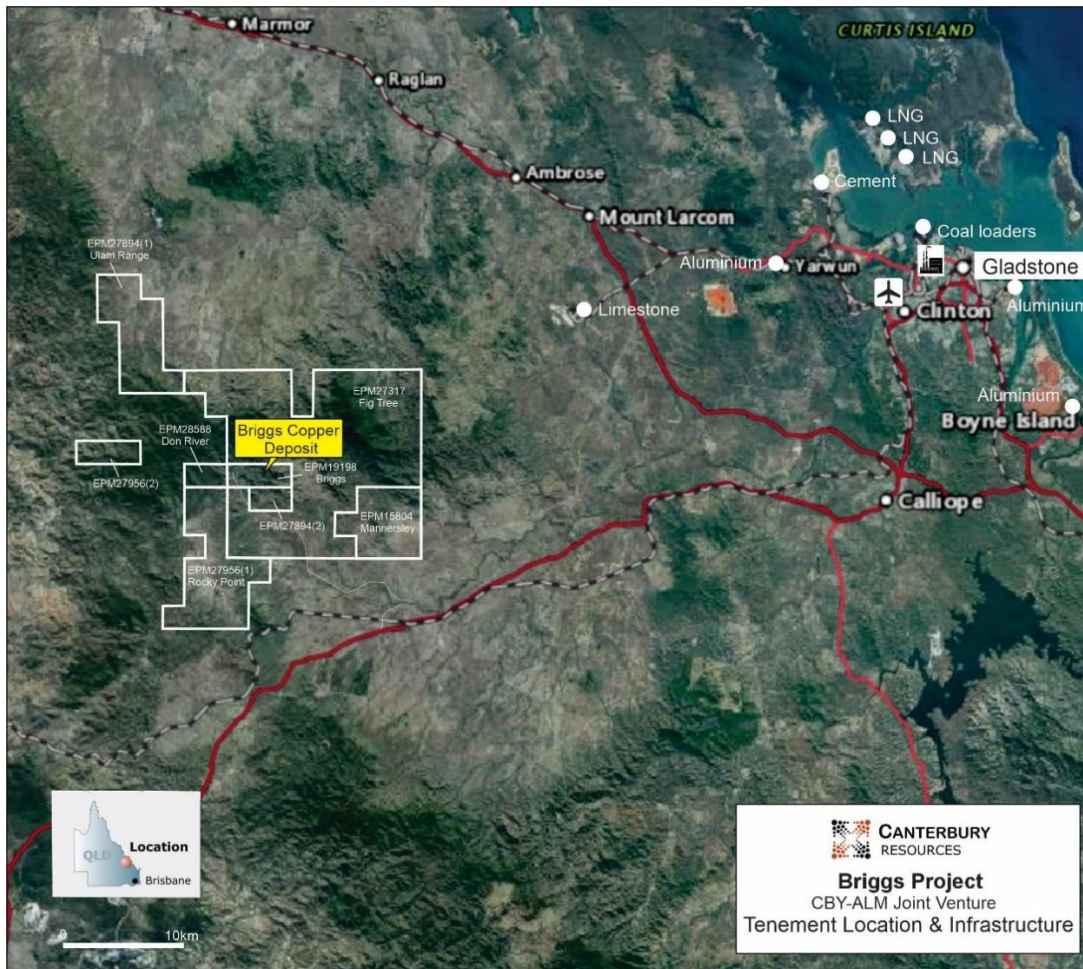 Marmor
CURTIS ISLAND
Raglan
LNG
LNG
LNG
Ambrose
Cement
Mount Larcom
Coal loaders
EPM27894(1)
Ulam Range
Aluminium
Yarwun
Gladstone
Aluminium
Limestone
Clinton
EPM27317
Fig Tree
Aluminium
Boyne Island
EPM28588
Don River
Briggs Copper
Deposit
EPM19198
Briggs
EPM27956(2)
Calliope
EPM27894(2)
EPM15804
Mannersley
EPM27956(1)
Rocky Point
QLD
Location
Brisbane
0
10km
CANTERBURY
RESOURCES
Briggs Project
CBY-ALM Joint Venture
Tenement Location & Infrastructure